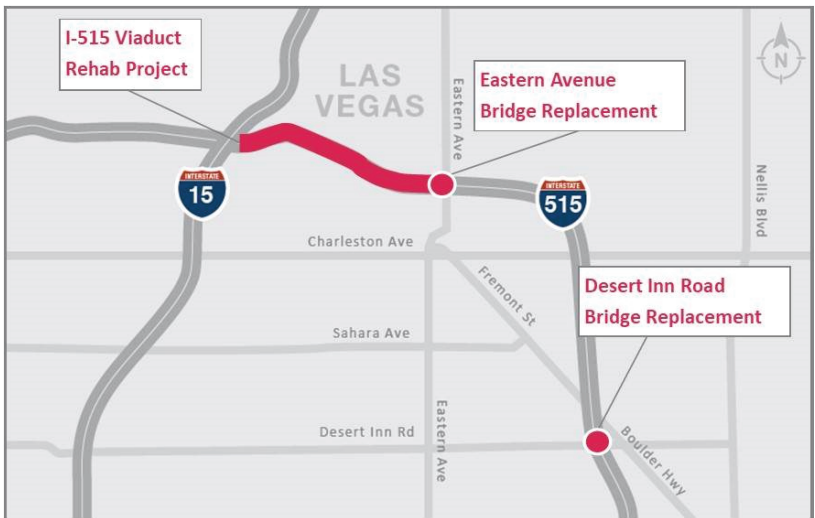 I-515 Viaduct
Rehab Project
LAS
VEGAS
Eastern Avenue
Bridge Replacement
N
Eastern Ave
INTERSTATE
15
INTERSTATE
515
Nellis Blvd
Charleston Ave
Fremont St
Desert Inn Road
Bridge Replacement
Sahara Ave
Desert Inn Rd
Eastern Ave
Boulder Hwy